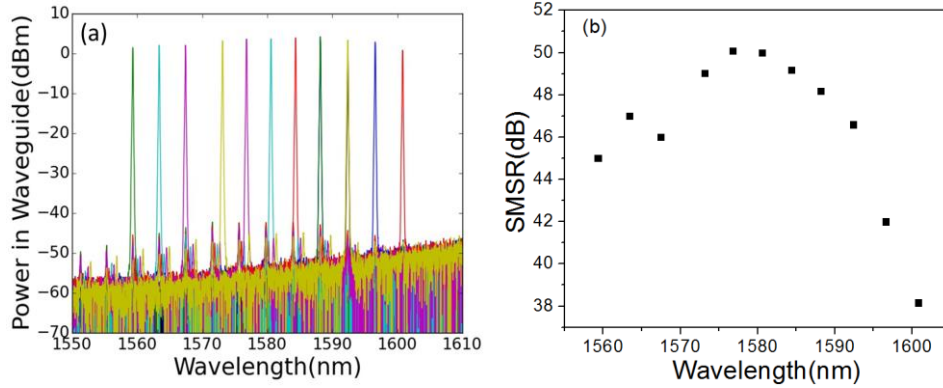 (a)
Power in Waveguide(dBm)
10
0
−10
−20
−30
−40
−50
−60
−70
1550 1560 1570 1580 1590 1600 1610
Wavelength(nm)
(b)
SMSR(dB)
52
50
48
46
44
42
40
38
1560 1570 1580 1590 1600
Wavelength(nm)